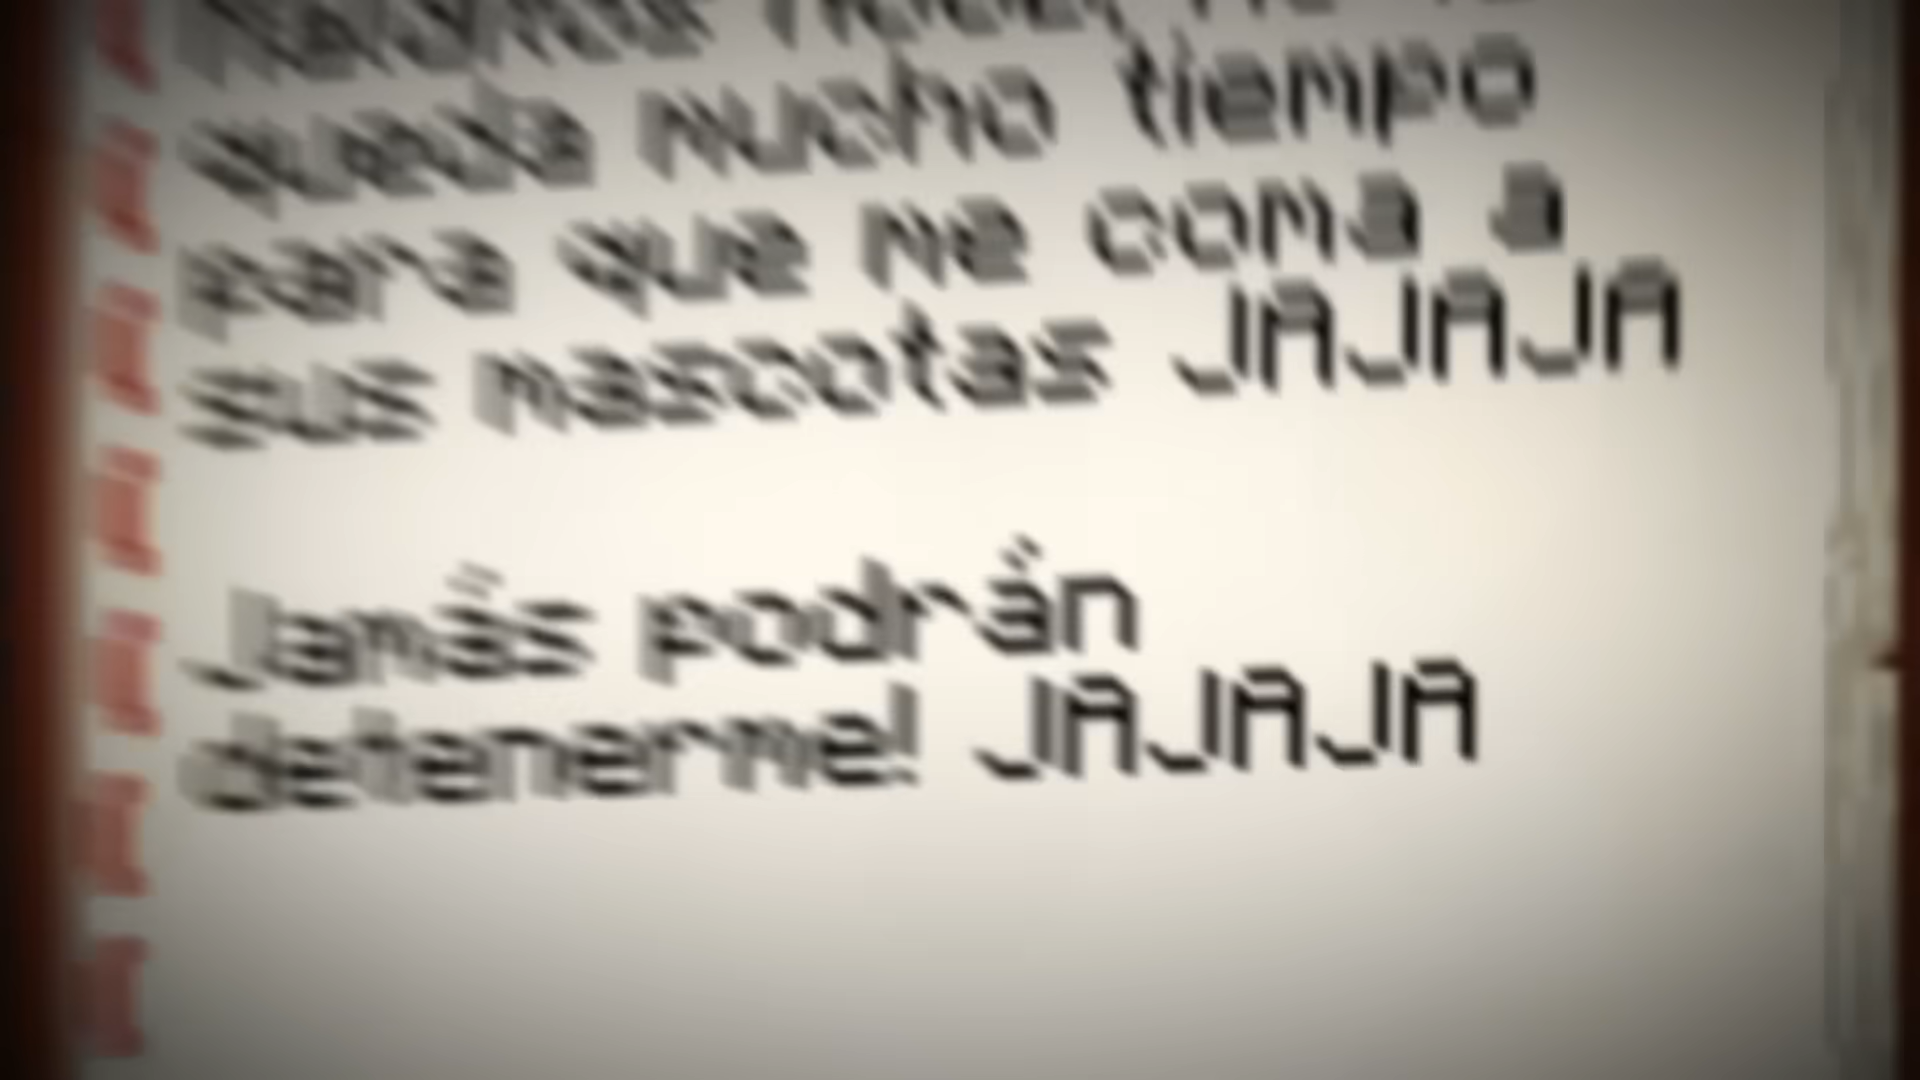 queda mucho tiempo
para que me coma a
sus mascotas JAJAJA
Jamás podrán
detenerme! JAJAJA